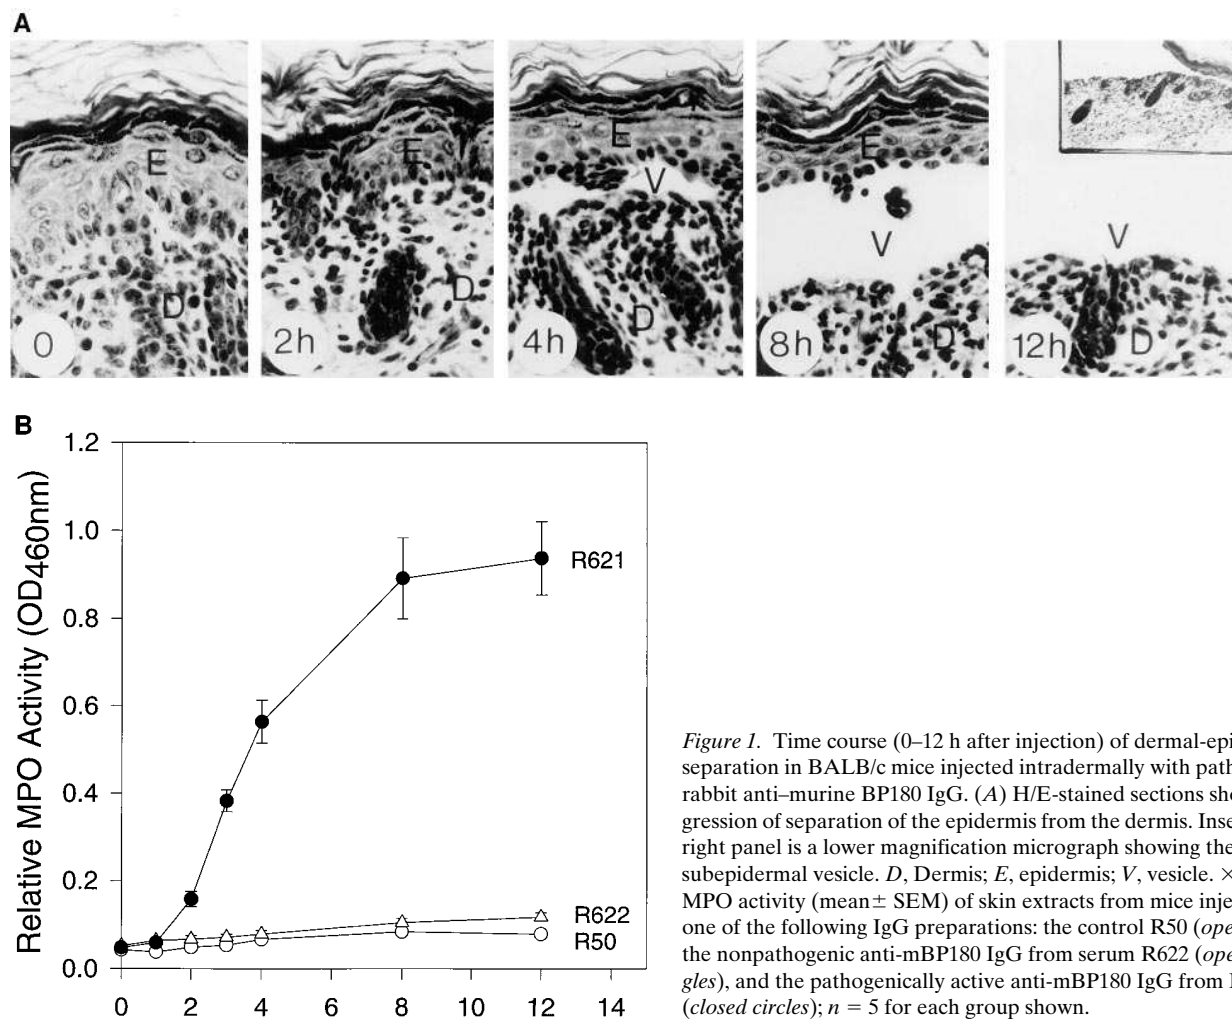 A
E
D
0
E
D
2h
E
V
D
4h
E
V
D
8h
V
D
12h
B
Relative MPO Activity (OD460nm)
1.2
1.0
0.8
0.6
0.4
0.2
0.0
0 2 4 6 8 10 12 14
R621
R622
R50
Figure 1. Time course (0–12 h after injection) of dermal-epi
separation in BALB/c mice injected intradermally with path
rabbit anti–murine BP180 IgG. (A) H/E-stained sections sho
gression of separation of the epidermis from the dermis. Inse
right panel is a lower magnification micrograph showing the
subepidermal vesicle. D, Dermis; E, epidermis; V, vesicle. ×
MPO activity (mean± SEM) of skin extracts from mice inje
one of the following IgG preparations: the control R50 (ope
the nonpathogenic anti-mBP180 IgG from serum R622 (ope
gles), and the pathogenically active anti-mBP180 IgG from
(closed circles); n = 5 for each group shown.